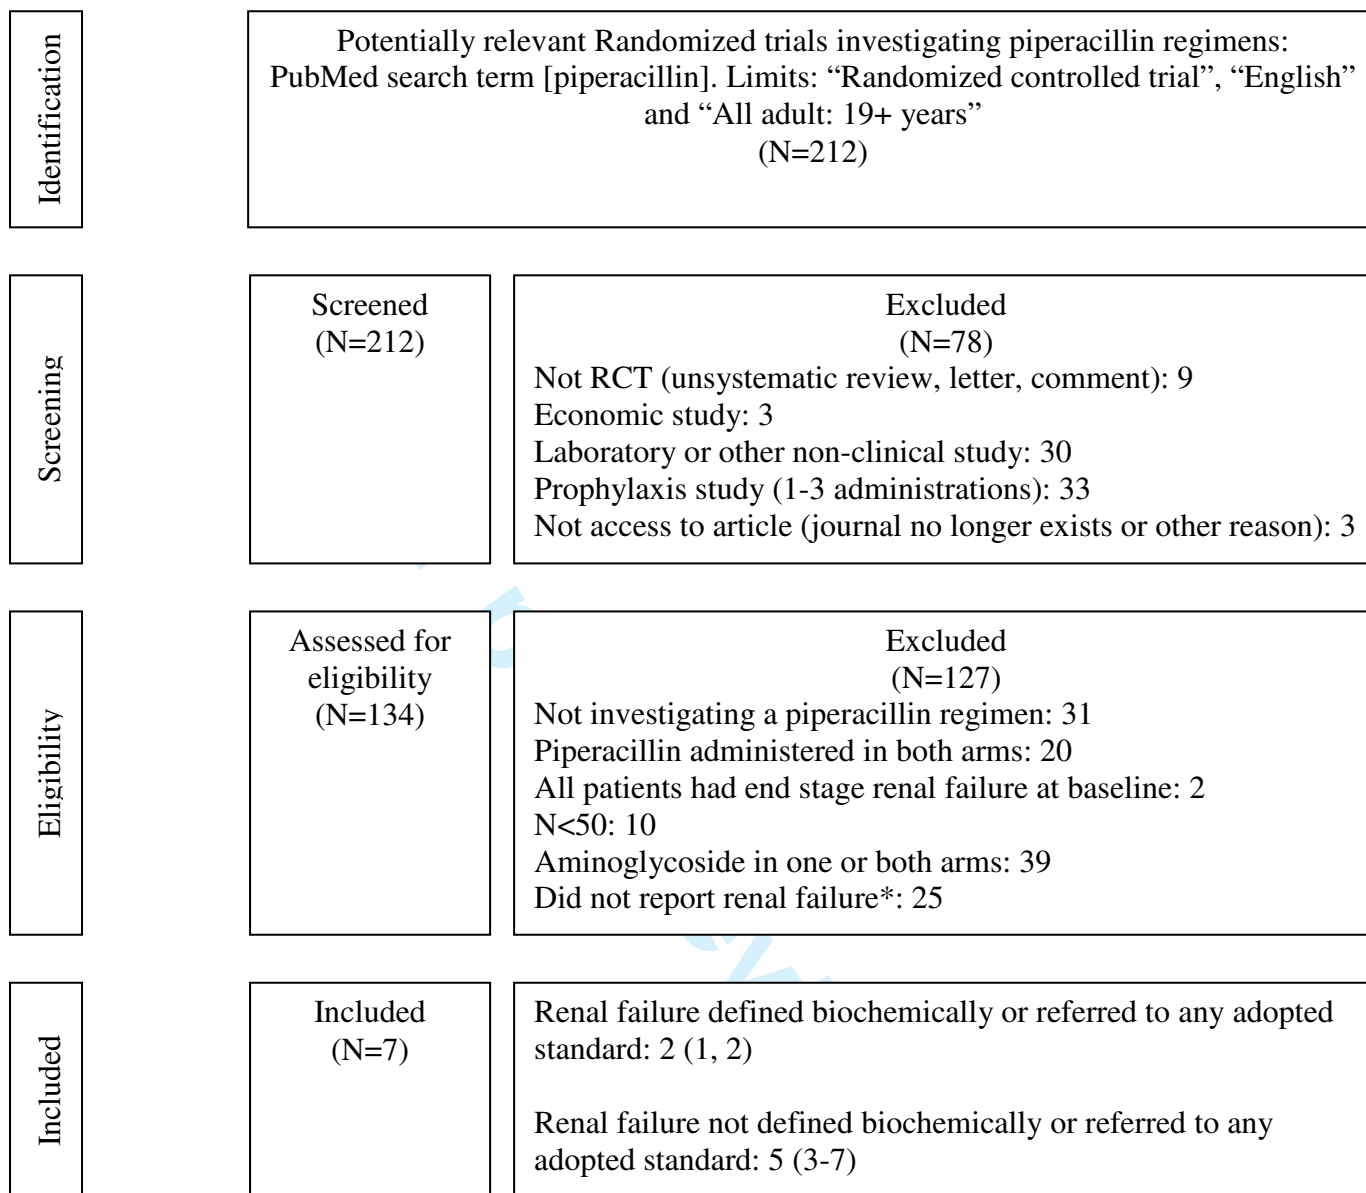 Identification
Potentially relevant Randomized trials investigating piperacillin regimens:
PubMed search term [piperacillin]. Limits: “Randomized controlled trial”, “English”
and “All adult: 19+ years”
(N=212)
Screening
Screened
(N=212)
Excluded
(N=78)
Not RCT (unsystematic review, letter, comment): 9
Economic study: 3
Laboratory or other non-clinical study: 30
Prophylaxis study (1-3 administrations): 33
Not access to article (journal no longer exists or other reason): 3
Eligibility
Assessed for
eligibility
(N=134)
Excluded
(N=127)
Not investigating a piperacillin regimen: 31
Piperacillin administered in both arms: 20
All patients had end stage renal failure at baseline: 2
N<50: 10
Aminoglycoside in one or both arms: 39
Did not report renal failure*: 25
Included
Included
(N=7)
Renal failure defined biochemically or referred to any adopted
standard: 2 (1, 2)
Renal failure not defined biochemically or referred to any
adopted standard: 5 (3-7)